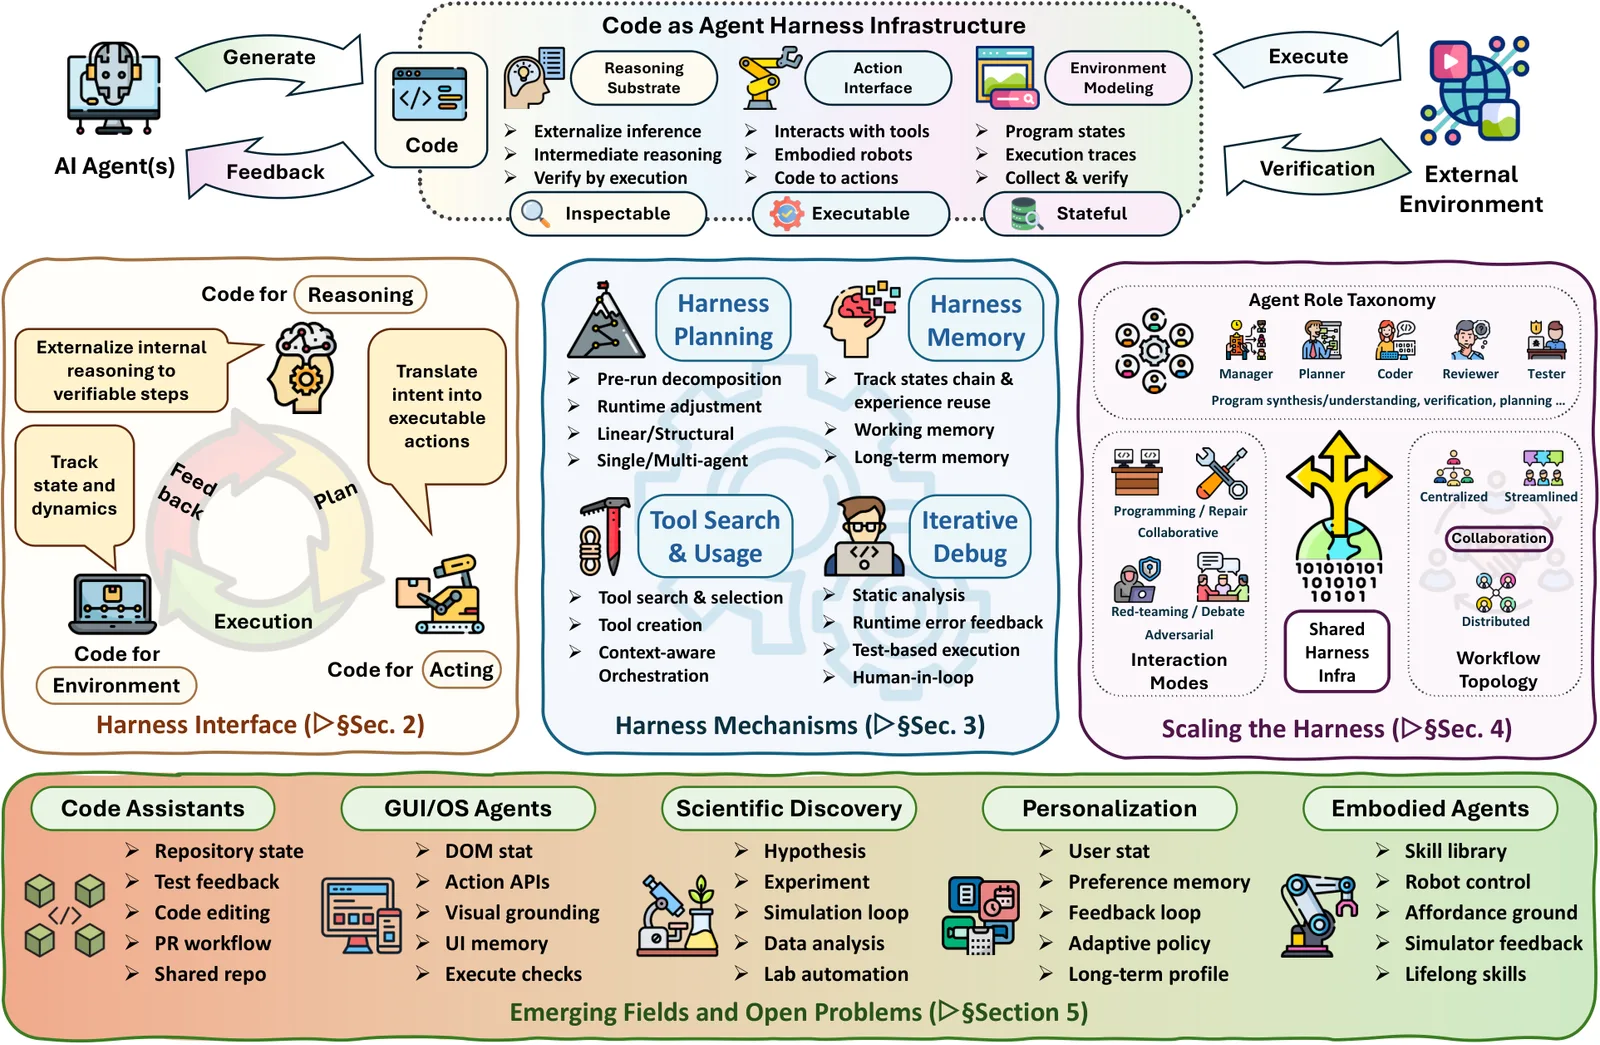 Code as Agent Harness Infrastructure
AI Agent(s)
Generate
Feedback
Code
Reasoning
Substrate
➢ Externalize inference
➢ Intermediate reasoning
➢ Verify by execution
Inspectable
Action
Interface
➢ Interacts with tools
➢ Embodied robots
➢ Code to actions
Executable
Environment
Modeling
➢ Program states
➢ Execution traces
➢ Collect & verify
Stateful
Execute
Verification
External
Environment
Code for Reasoning
Externalize internal
reasoning to
verifiable steps
Translate
intent into
executable
actions
Track
state and
dynamics
Feed
back
Plan
Execution
Code for
Environment
Code for Acting
Harness Interface (▷§Sec. 2)
Harness
Planning
➢ Pre-run decomposition
➢ Runtime adjustment
➢ Linear/Structural
➢ Single/Multi-agent
Harness
Memory
➢ Track states chain &
experience reuse
➢ Working memory
➢ Long-term memory
Tool Search
& Usage
➢ Tool search & selection
➢ Tool creation
➢ Context-aware
Orchestration
Iterative
Debug
➢ Static analysis
➢ Runtime error feedback
➢ Test-based execution
➢ Human-in-loop
Harness Mechanisms (▷§Sec. 3)
Agent Role Taxonomy
Manager
Planner
Coder
Reviewer
Tester
Program synthesis/understanding, verification, planning ...
Programming / Repair
Collaborative
Red-teaming / Debate
Adversarial
Interaction
Modes
10101010 1
1010101
10101
Shared
Harness
Infra
Centralized
Streamlined
Collaboration
Distributed
Workflow
Topology
Scaling the Harness (▷§Sec. 4)
Code Assistants
➢ Repository state
➢ Test feedback
➢ Code editing
➢ PR workflow
➢ Shared repo
GUI/OS Agents
➢ DOM stat
➢ Action APIs
➢ Visual grounding
➢ UI memory
➢ Execute checks
Scientific Discovery
➢ Hypothesis
➢ Experiment
➢ Simulation loop
➢ Data analysis
➢ Lab automation
Personalization
➢ User stat
➢ Preference memory
➢ Feedback loop
➢ Adaptive policy
➢ Long-term profile
Embodied Agents
➢ Skill library
➢ Robot control
➢ Affordance ground
➢ Simulator feedback
➢ Lifelong skills
Emerging Fields and Open Problems (▷§Section 5)